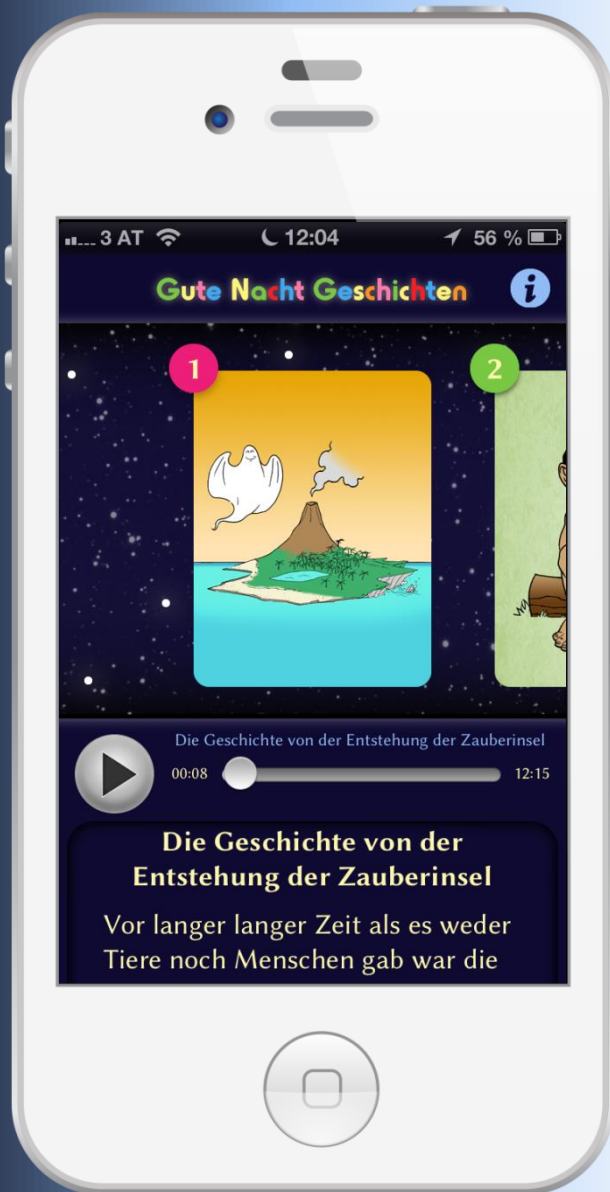 3 AT 12:04 56 %
Gute Nacht Geschichten i
1 2
Die Geschichte von der Entstehung der Zauberinsel
00:08 12:15
Die Geschichte von der
Entstehung der Zauberinsel
Vor langer langer Zeit als es weder
Tiere noch Menschen gab war die